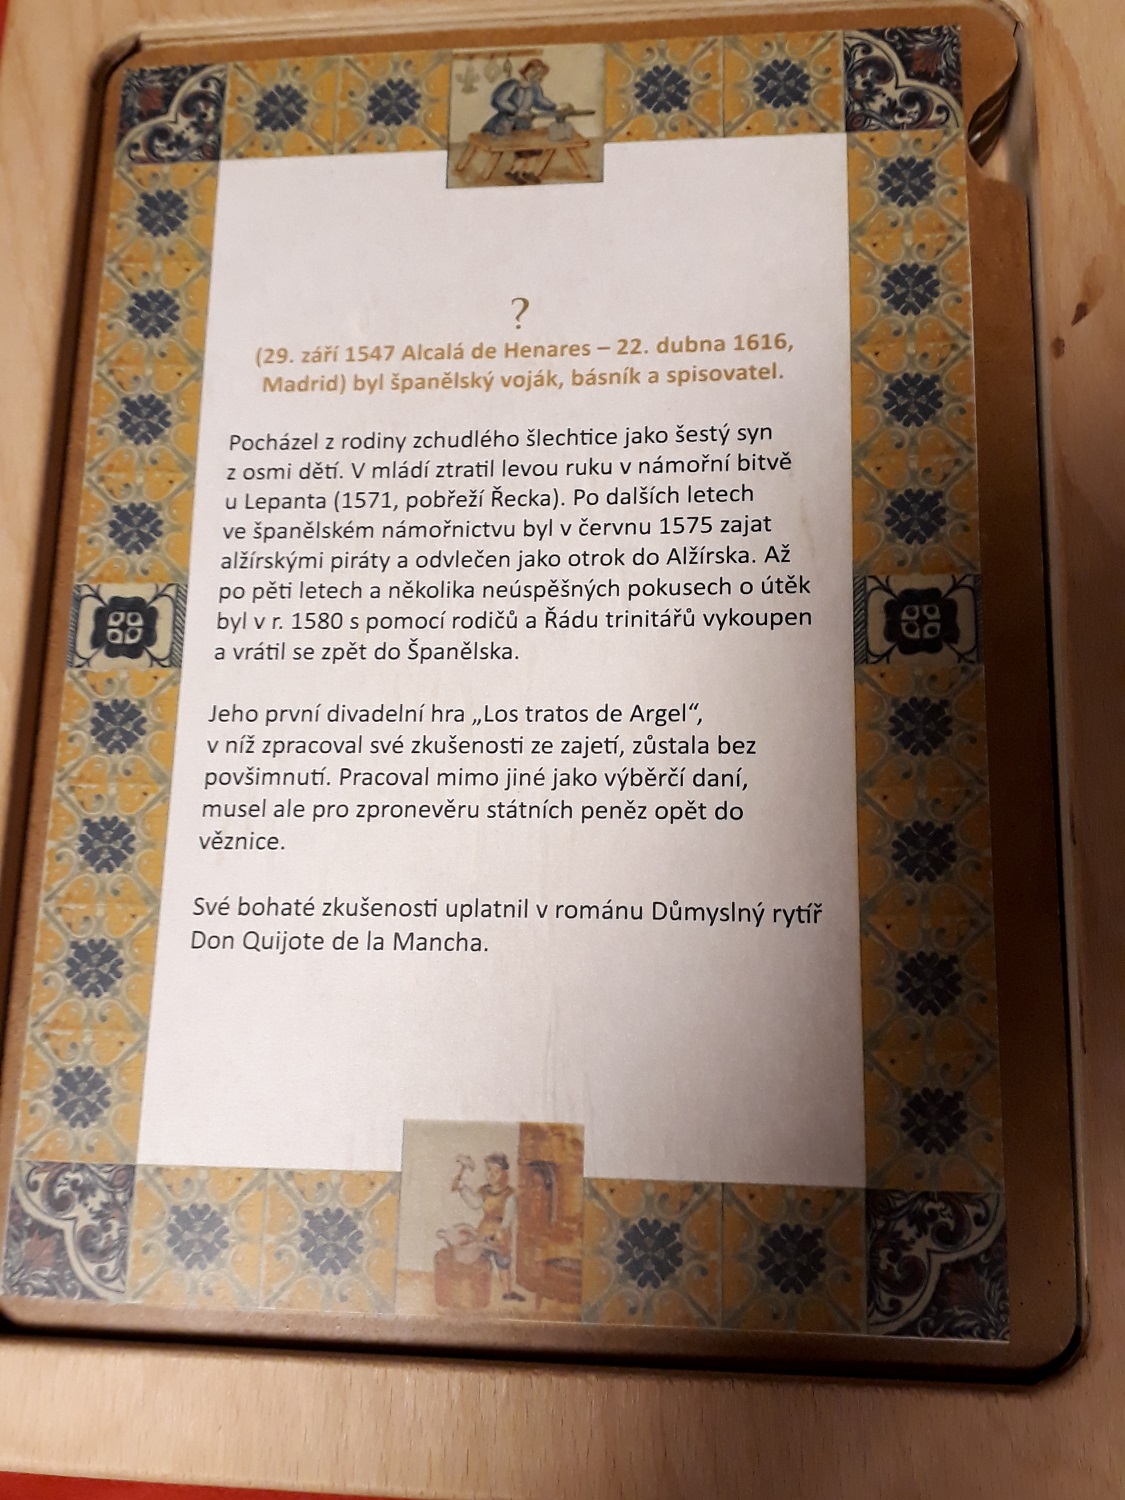 ?
(29. září 1547 Alcalá de Henares – 22. dubna 1616,
Madrid) byl španělský voják, básník a spisovatel.
Pocházel z rodiny zchudlého šlechtice jako šestý syn
z osmi dětí. V mládí ztratil levou ruku v námořní bitvě
u Lepanta (1571, pobřeží Řecka). Po dalších letech
ve španělském námořnictvu byl v červnu 1575 zajat
alžírskými piráty a odvlečen jako otrok do Alžírska. Až
po pěti letech a několika neúspěšných pokusech o útěk
byl v r. 1580 s pomocí rodičů a Řádu trinitářů vykoupen
a vrátil se zpět do Španělska.
Jeho první divadelní hra „Los tratos de Argel“,
v níž zpracoval své zkušenosti ze zajetí, zůstala bez
povšimnutí. Pracoval mimo jiné jako výběrčí daní,
musel ale pro zpronevěru státních peněz opět do
věznice.
Své bohaté zkušenosti uplatnil v románu Důmyslný rytíř
Don Quijote de la Mancha.